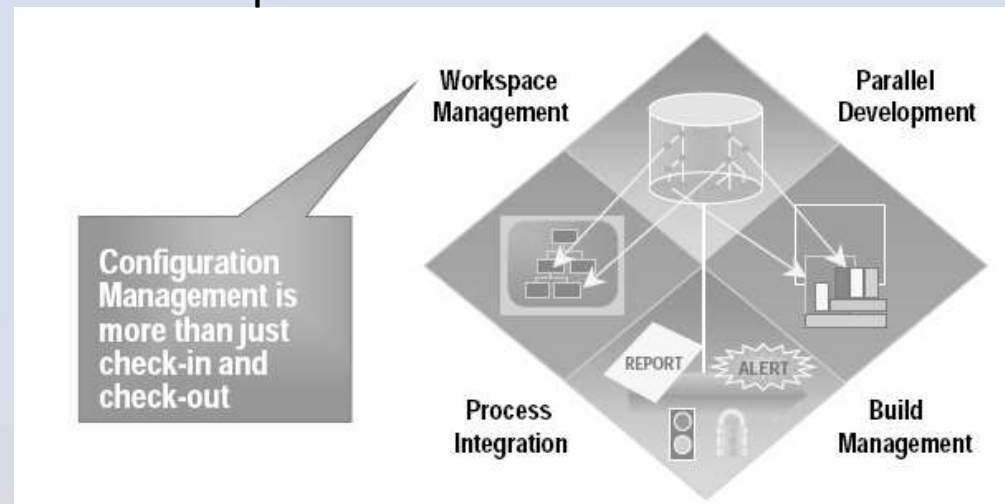 Workspace
Management
Parallel
Development
Configuration
Management is
more than just
check-in and
check-out
REPORT
ALERT
Process
Integration
Build
Management